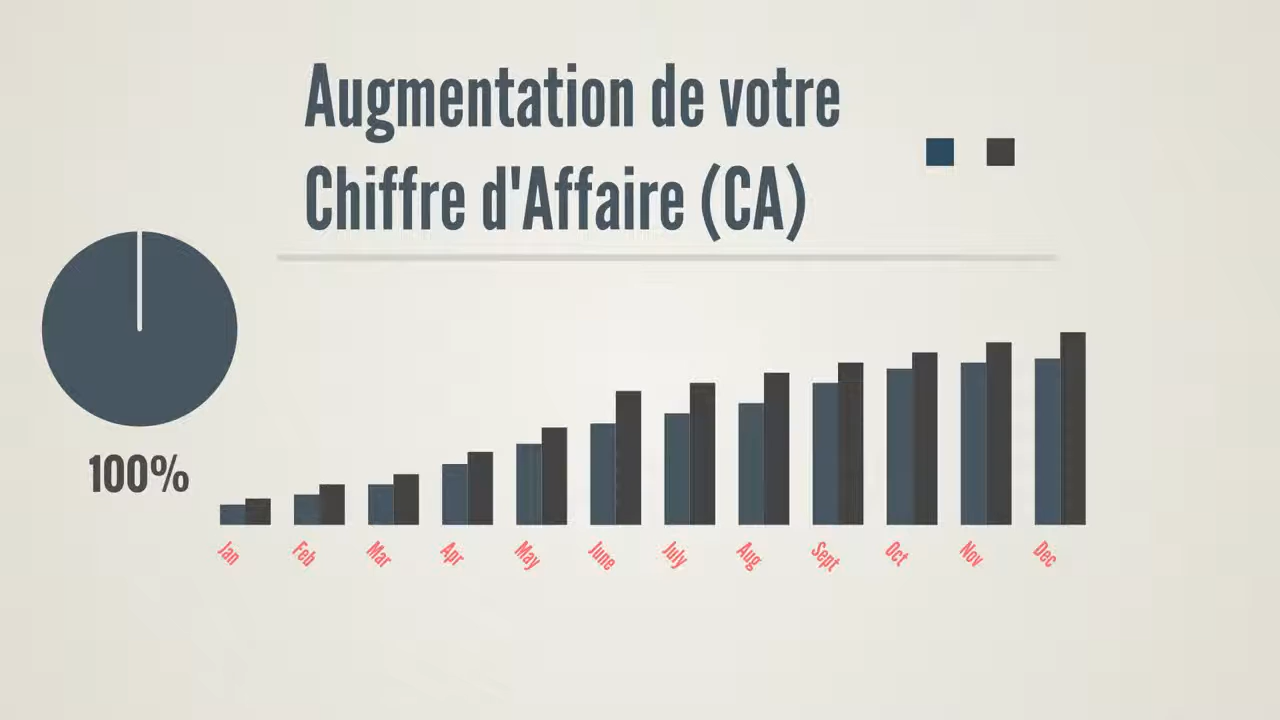 Augmentation de votre
Chiffre d'Affaire (CA)
100%
Jan Feb Mar Apr May June July Aug Sept Oct Nov Dec